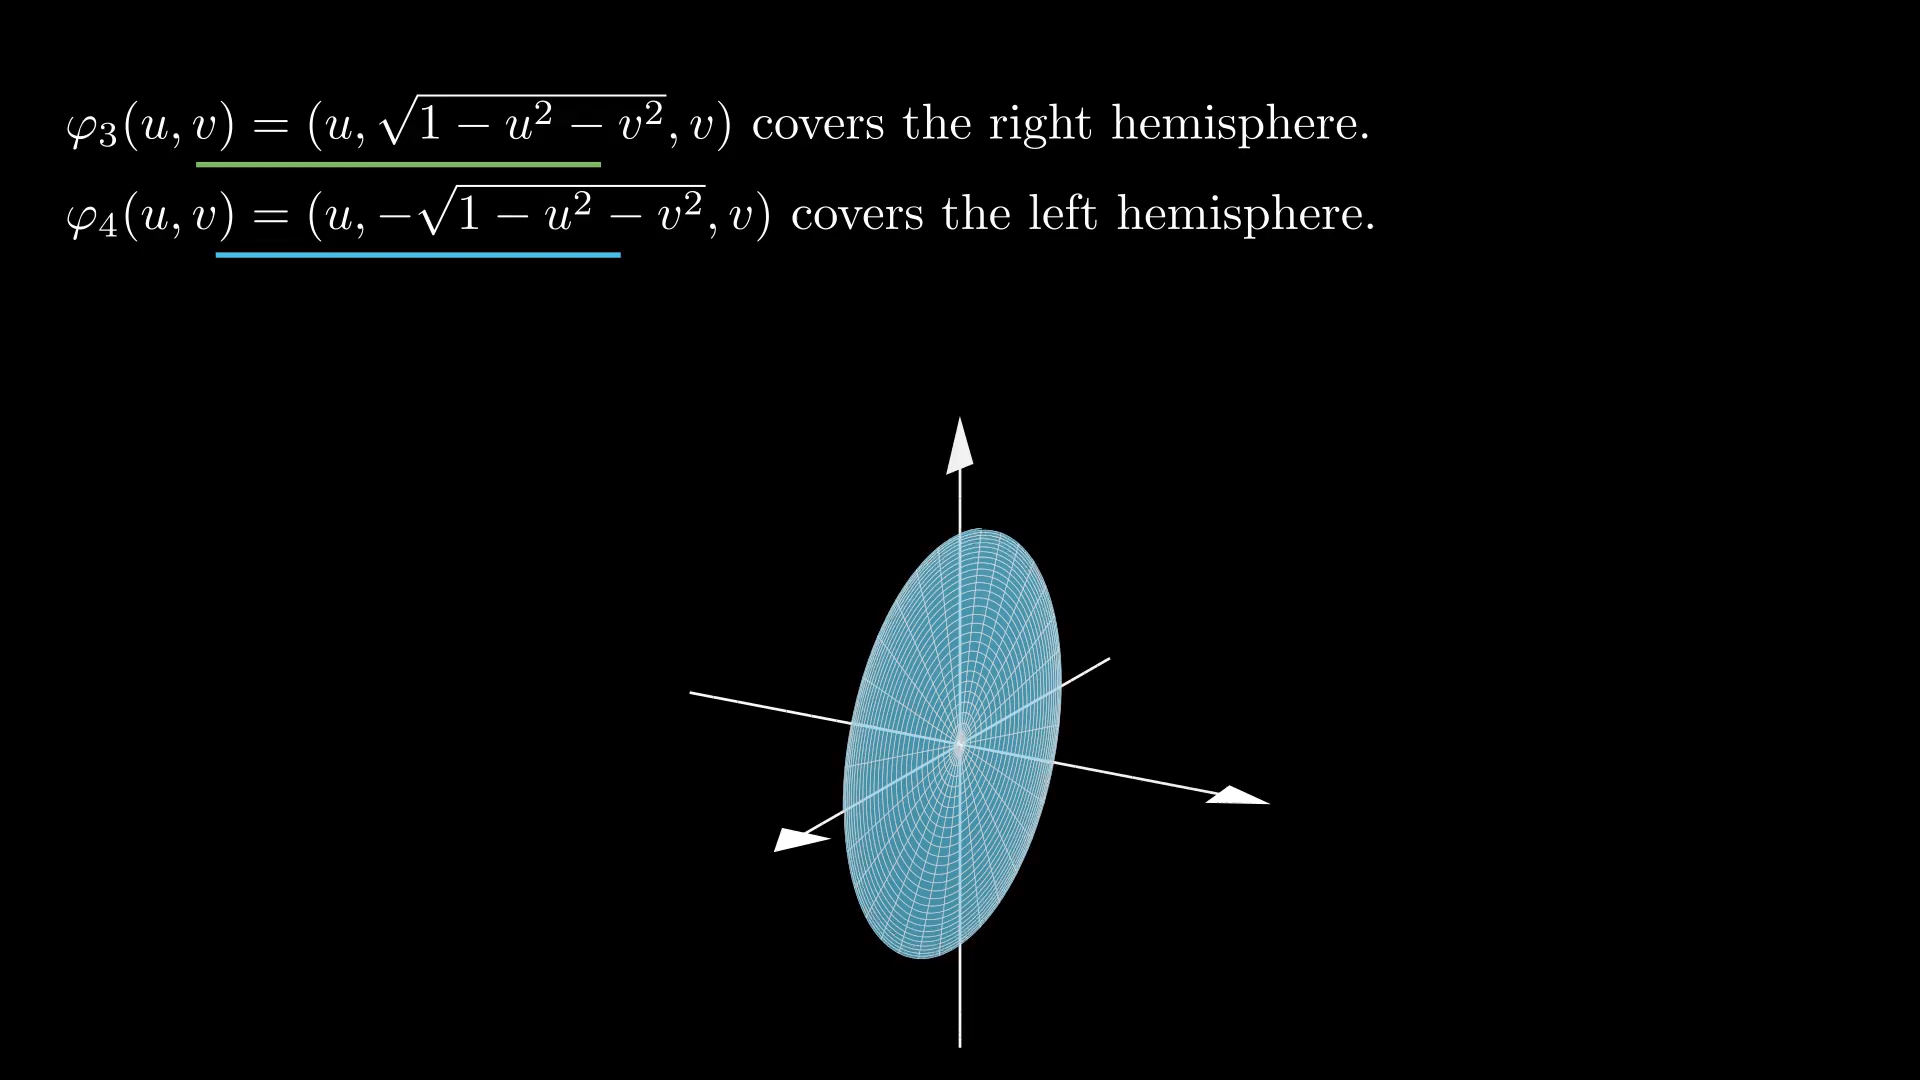 φ₃(u, v) = (u, √(1 − u² − v²), v) covers the right hemisphere.
φ₄(u, v) = (u, −√(1 − u² − v²), v) covers the left hemisphere.